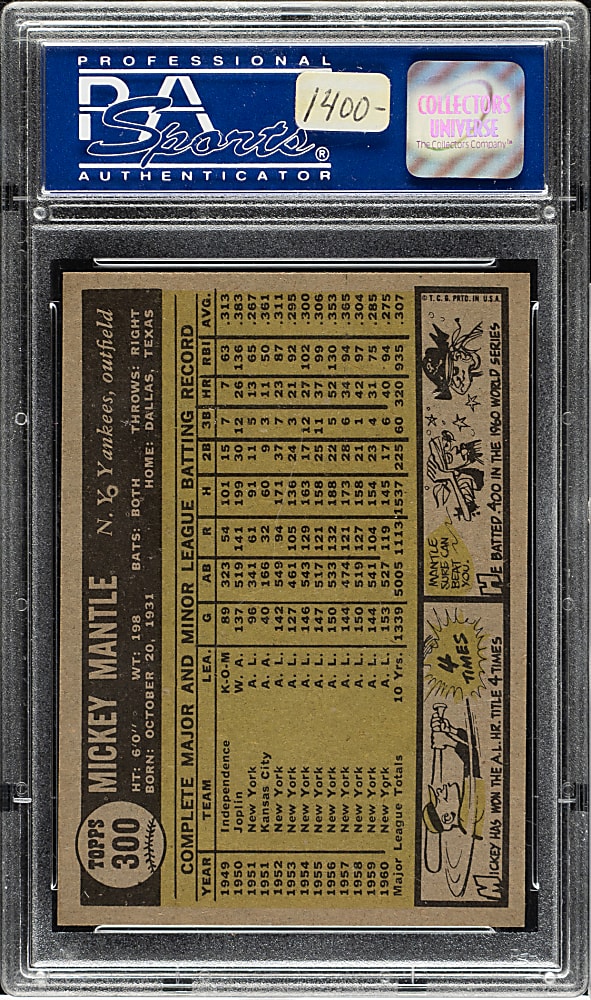 PROFESSIONAL
PSA
Sports®
AUTHENTICATOR
1400-
COLLECTORS
UNIVERSE
The Collectors Company™
TOPPS
300
MICKEY MANTLE N.Y. Yankees, outfield
HT: 6'0" WT: 198 BATS: BOTH THROWS: RIGHT
BORN: OCTOBER 20, 1931 HOME: DALLAS, TEXAS
COMPLETE MAJOR AND MINOR LEAGUE BATTING RECORD
YEAR TEAM LEA. G AB R H 2B 3B HR RBI AVG.
1949 Independence K-O-M 89 323 54 101 15 7 7 63 .313
1950 Joplin W. A. 137 519 141 199 30 12 26 136 .383
1951 New York A. L. 96 341 61 91 11 5 13 65 .267
1951 Kansas City A. A. 40 166 32 60 9 3 11 50 .361
1952 New York A. L. 142 549 94 171 37 7 23 87 .311
1953 New York A. L. 127 461 105 136 24 3 21 92 .295
1954 New York A. L. 146 543 129 163 17 12 27 102 .300
1955 New York A. L. 147 517 121 158 25 11 37 99 .306
1956 New York A. L. 150 533 132 188 22 5 52 130 .353
1957 New York A. L. 144 474 121 173 28 6 34 94 .365
1958 New York A. L. 150 519 127 158 21 1 42 97 .304
1959 New York A. L. 144 541 104 154 23 4 31 75 .285
1960 New York A. L. 153 527 119 145 17 6 40 94 .275
Major League Totals 10 Yrs. 1339 5005 1113 1537 225 60 320 935 .307
4
TIMES
MICKEY HAS WON THE A.L. HR. TITLE 4 TIMES
MANTLE
SURE CAN
BEAT
YOU.
HE BATTED .400 IN THE 1960 WORLD SERIES
© T. C. G. PRTD. IN U.S.A.